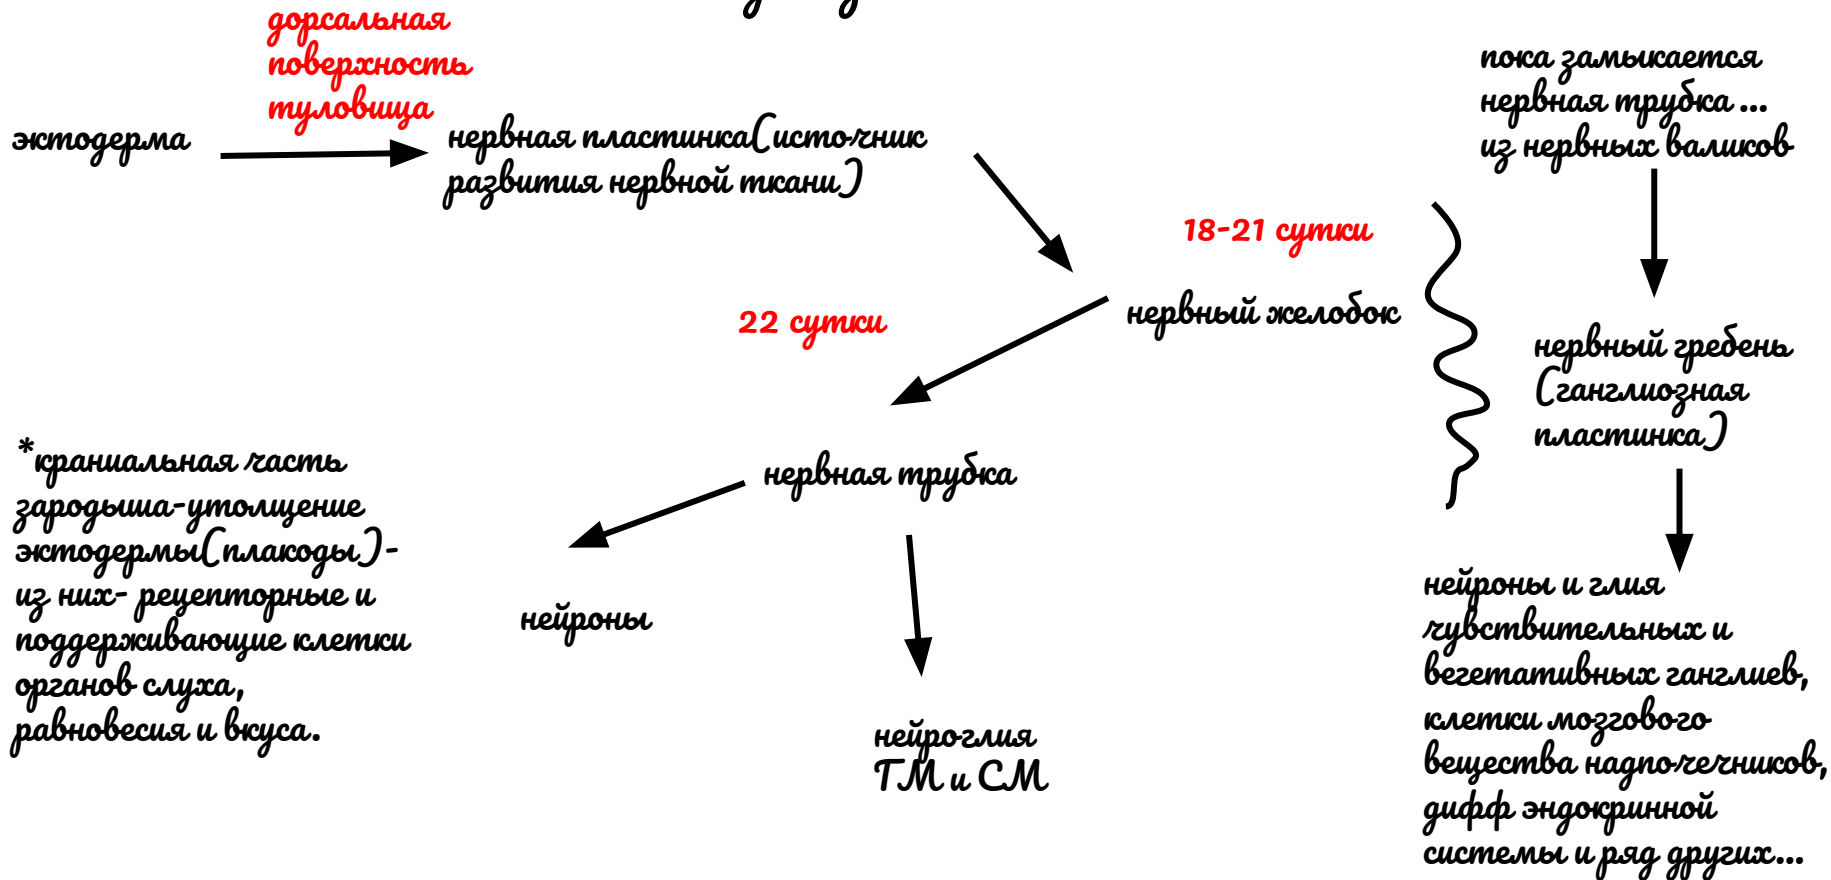 дорсальная
поверхность
туловища
эктодерма
нервная пластинка(источник
развития нервной ткани)
18-21 сутки
нервный желобок
22 сутки
нервная трубка
нейроны
нейроглия
ГМ и СМ
*краниальная часть
зародыша-утолщение
эктодермы(плакоды)-
из них- рецепторные и
поддерживающие клетки
органов слуха,
равновесия и вкуса.
пока замыкается
нервная трубка ...
из нервных валиков
нервный гребень
(ганглиозная
пластинка)
нейроны и глия
чувствительных и
вегетативных ганглиев,
клетки мозгового
вещества надпочечников,
дифф эндокринной
системы и ряд других...